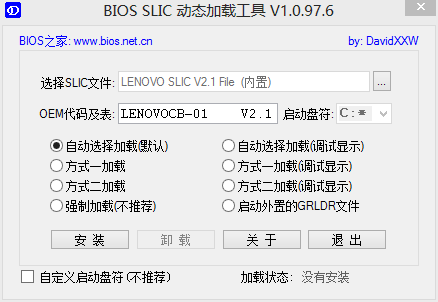 BIOS SLIC 动态加载工具 V1.0.97.6
BIOS之家: www.bios.net.cn by: DavidXXW
选择SLIC文件: LENOVO SLIC V2.1 File (内置) ...
OEM代码及表: LENOVOCB-01 V2.1 启动盘符: C:*
自动选择加载(默认) 自动选择加载(调试显示)
方式一加载 方式一加载(调试显示)
方式二加载 方式二加载(调试显示)
强制加载(不推荐) 启动外置的GRLDR文件
安 装 卸 载 关 于 退 出
自定义启动盘符(不推荐) 加载状态: 没有安装